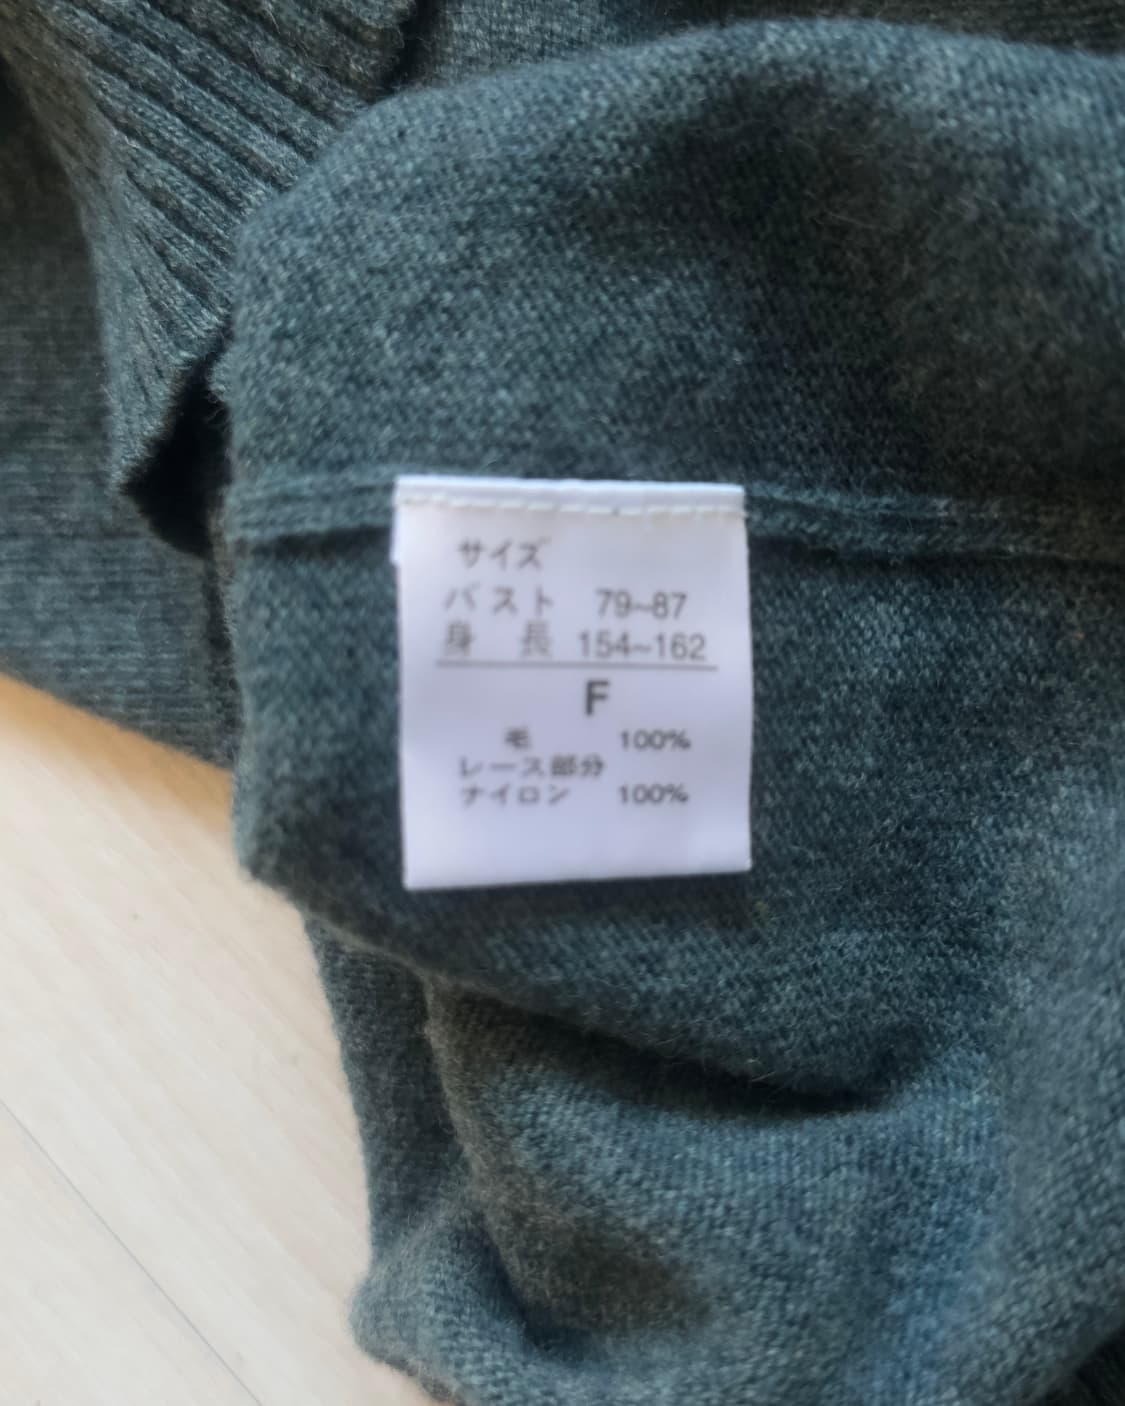 サイズ
バスト 79~87
身長 154~162
F
毛 100%
レース部分
ナイロン 100%